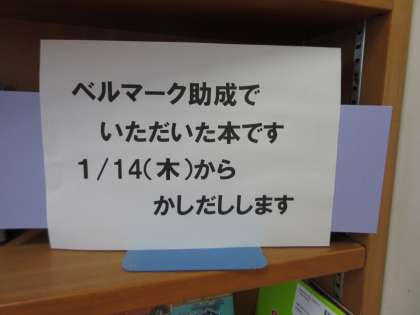 ベルマーク助成で
いただいた本です
1/14(木)から
かしだしします